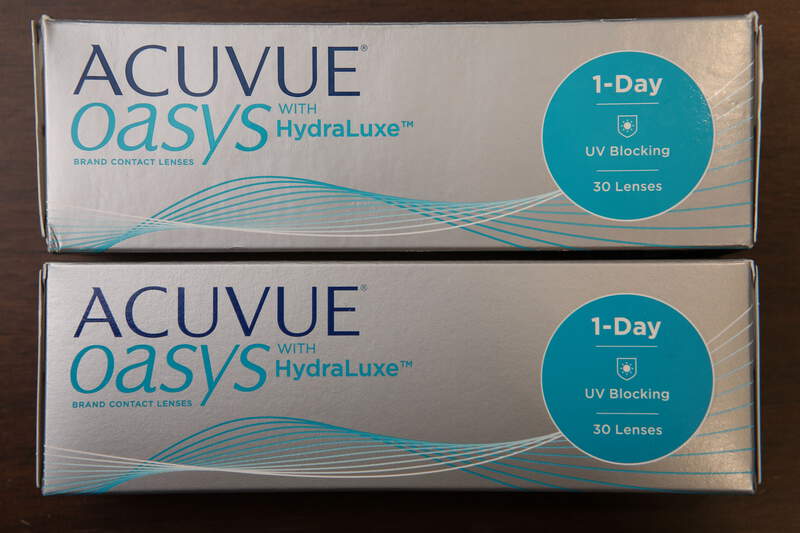 ACUVUE®
oasys WITH HydraLuxe™
BRAND CONTACT LENSES
1-Day
UV Blocking
30 Lenses
ACUVUE®
oasys WITH HydraLuxe™
BRAND CONTACT LENSES
1-Day
UV Blocking
30 Lenses